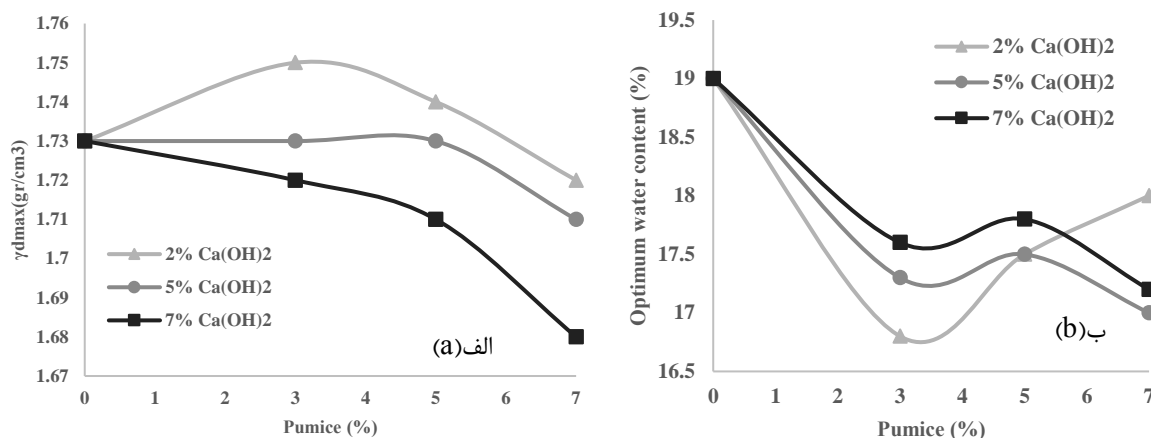 1.76
1.75
1.74
1.73
1.72
1.71
1.7
1.69
1.68
1.67
γdmax(gr/cm3)
2% Ca(OH)2
5% Ca(OH)2
7% Ca(OH)2
الف(a)
0 1 2 3 4 5 6 7
Pumice (%)
19.5
19
18.5
18
17.5
17
16.5
Optimum water content (%)
2% Ca(OH)2
5% Ca(OH)2
7% Ca(OH)2
ب(b)
0 1 2 3 4 5 6 7
Pumice (%)